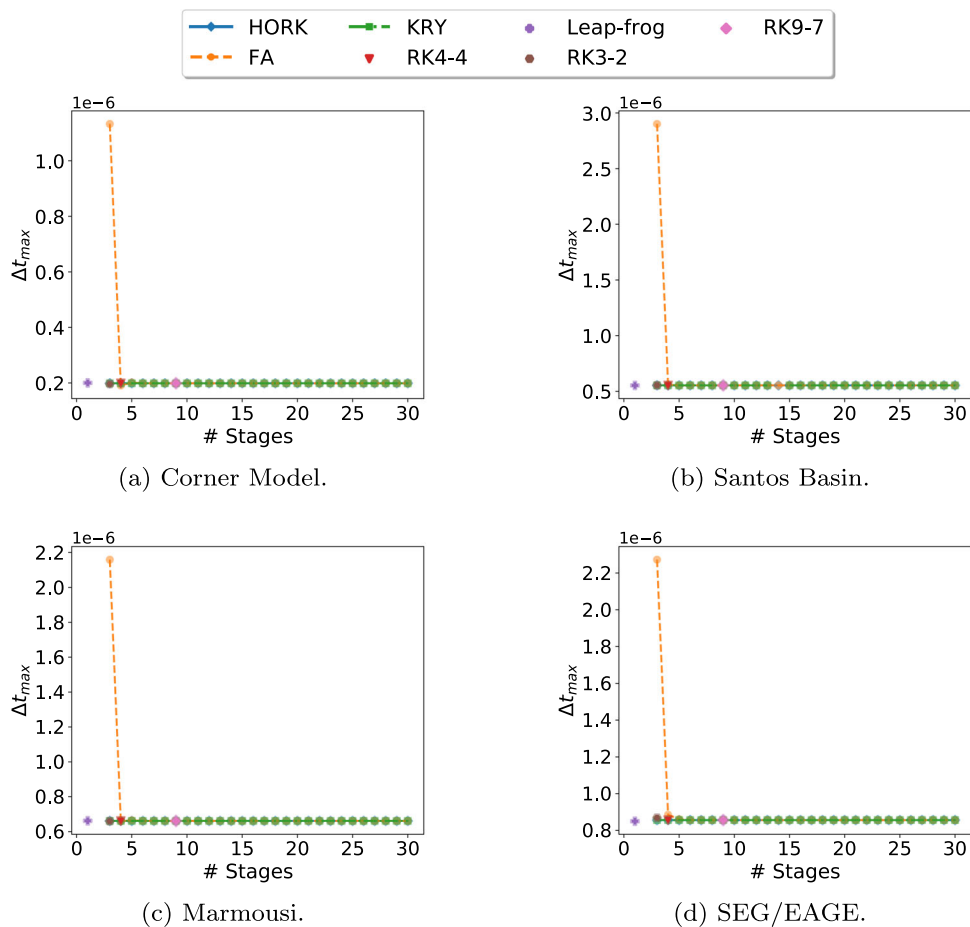 HORK KRY Leap-frog RK9-7
FA RK4-4 RK3-2
1e-6
1.0
0.8
0.6
0.4
0.2
Δt_max
0 5 10 15 20 25 30
# Stages
(a) Corner Model.
1e-6
3.0
2.5
2.0
1.5
1.0
0.5
Δt_max
0 5 10 15 20 25 30
# Stages
(b) Santos Basin.
1e-6
2.2
2.0
1.8
1.6
1.4
1.2
1.0
0.8
0.6
Δt_max
0 5 10 15 20 25 30
# Stages
(c) Marmousi.
1e-6
2.2
2.0
1.8
1.6
1.4
1.2
1.0
0.8
Δt_max
0 5 10 15 20 25 30
# Stages
(d) SEG/EAGE.